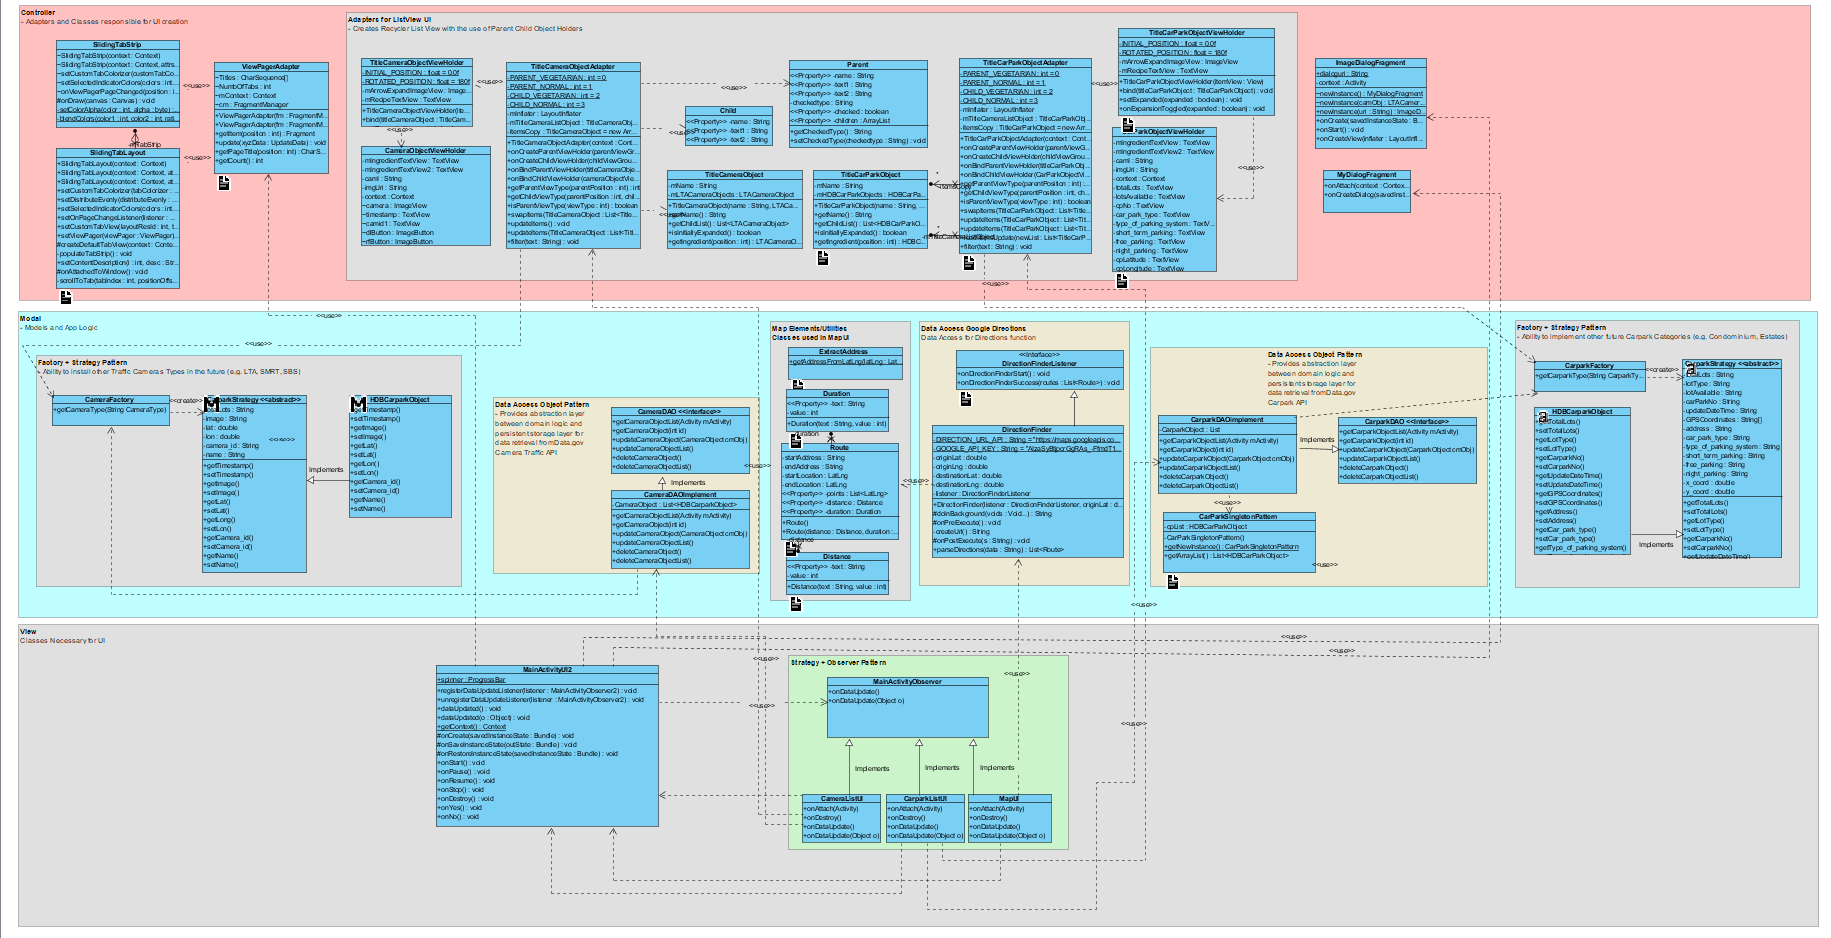 Controller
- Adapters and Classes responsible for UI creation
SlidingTabStrip
~SlidingTabStrip(context : Context)
~SlidingTabStrip(context : Context, attrs...
~setCustomTabColorizer(customTabCo...
~setSelectedIndicatorColors(colors : int...
~onViewPagerPageChanged(position : i...
#onDraw(canvas : Canvas) : void
-setColorAlpha(color : int, alpha : byte) :...
-blendColors(color1 : int, color2 : int, rati...
SlidingTabLayout
+SlidingTabLayout(context : Context)
+SlidingTabLayout(context : Context, at...
+SlidingTabLayout(context : Context, at...
+setDistributeEvenly(distributeEvenly : ...
+setSelectedIndicatorColors(colors : int...
+setOnPageChangeListener(listener : ...
+setCustomTabView(layoutResId : int, t...
+setViewPager(viewPager : ViewPager)...
#createDefaultTabView(context : Conte...
-populateTabStrip() : void
+setContentDescription(i : int, desc : Str...
#onAttachedToWindow() : void
-scrollToTab(tabIndex : int, positionOffs...
<<use>>
<<use>>
ViewPagerAdapter
~Titles : CharSequence[]
~NumbOfTabs : int
~mContext : Context
~cm : FragmentManager
+ViewPagerAdapter(fm : FragmentM...
+ViewPagerAdapter(fm : FragmentM...
+getItem(position : int) : Fragment
+update(xyzData : UpdateData) : void
+getPageTitle(position : int) : CharS...
+getCount() : int
Adapters for ListView UI
- Creates Recycler List View with the use of Parent Child Object Holders
TitleCameraObjectViewHolder
-INITIAL_POSITION : float = 0.0f
-ROTATED_POSITION : float = 180f
-mArrowExpandImageView : Image...
-mRecipeTextView : TextView
+TitleCameraObjectViewHolder(ite...
+bind(titleCameraObject : TitleCam...
<<use>>
<<use>>
CameraObjectViewHolder
-mIngredientTextView : TextView
-mIngredientTextView2 : TextView
-camI : String
-imgUrl : String
-context : Context
~camera : ImageView
~timestamp : TextView
~camid1 : TextView
~dlButton : ImageButton
~rfButton : ImageButton
TitleCameraObjectAdapter
-PARENT_VEGETARIAN : int = 0
-PARENT_NORMAL : int = 1
-CHILD_VEGETARIAN : int = 2
-CHILD_NORMAL : int = 3
-mInflater : LayoutInflater
-mTitleCameraListObject : TitleCam...
-itemsCopy : TitleCameraObject = new Arr...
+TitleCameraObjectAdapter(context : Cont...
+onCreateParentViewHolder(parentViewGr...
+onCreateChildViewHolder(childViewGrou...
+onBindParentViewHolder(titleCameraObj...
+onBindChildViewHolder(cameraObjectVie...
+getParentViewType(parentPosition : int) : int
+getChildViewType(parentPosition : int, chil...
+isParentViewType(viewType : int) : boolean
+swapItems(TitleCameraObject : List<Title...
+updateItems() : void
+updateItems(TitleCameraObject : List<Titl...
+filter(text : String) : void
<<use>>
Child
<<Property>> -name : String
<<Property>> -text1 : String
<<Property>> -text2 : String
Parent
<<Property>> -name : String
<<Property>> -text1 : String
<<Property>> -text2 : String
-checkedtype : String
<<Property>> -checked : boolean
<<Property>> -children : ArrayList
+getCheckedType() : String
+setCheckedType(checkedtype : String) : void
TitleCameraObject
-mName : String
-mLTACameraObjects : LTACameraObject
+TitleCameraObject(name : String, LTACa...
+getName() : String
+getChildList() : List<LTACameraObject>
+isInitiallyExpanded() : boolean
+getIngredient(position : int) : LTACameraO...
TitleCarParkObject
-mName : String
-mHDBCarParkObjects : HDBCarPa...
+TitleCarParkObject(name : String, ...
+getName() : String
+getChildList() : List<HDBCarParkO...
+isInitiallyExpanded() : boolean
+getIngredient(position : int) : HDBC...
TitleCarParkObjectAdapter
-PARENT_VEGETARIAN : int = 0
-PARENT_NORMAL : int = 1
-CHILD_VEGETARIAN : int = 2
-CHILD_NORMAL : int = 3
-mInflater : LayoutInflater
-mTitleCameraListObject : TitleCarParkObj...
-itemsCopy : TitleCarParkObject = new Arr...
+TitleCarParkObjectAdapter(context : Cont...
+onCreateParentViewHolder(parentViewG...
+onCreateChildViewHolder(childViewGrou...
+onBindParentViewHolder(titleCarParkObj...
+onBindChildViewHolder(CarParkObjectVi...
+getParentViewType(parentPosition : int) :...
+getChildViewType(parentPosition : int, ch...
+isParentViewType(viewType : int) : boolean
+swapItems(TitleCarParkObject : List<Title...
+updateItems(TitleCarParkObject : List<Tit...
+updateItems(TitleCarParkObject : List<Tit...
+filter(text : String) : void
<<use>>
TitleCarParkObjectViewHolder
-INITIAL_POSITION : float = 0.0f
-ROTATED_POSITION : float = 180f
-mArrowExpandImageView : ImageView
-mRecipeTextView : TextView
+TitleCarParkObjectViewHolder(itemView : View)
+bind(titleCarParkObject : TitleCarParkObject) : void
+setExpanded(expanded : boolean) : void
+onExpansionToggled(expanded : boolean) : void
-mIngredientTextView : TextView
-mIngredientTextView2 : TextView
-camI : String
-imgUrl : String
-context : Context
-totalLots : TextView
-lotsAvailable : TextView
-cpNo : TextView
-car_park_type : TextView
-type_of_parking_system : TextV...
-short_term_parking : TextView
-free_parking : TextView
-night_parking : TextView
-cpLatitude : TextView
-cpLongitude : TextView
<<use>>
<<use>>
ImageDialogFragment
+dialogurl : String
-context : Activity
~newInstance() : MyDialogFragment
~newInstance(camObj : LTACamer...
~newInstance(url : String) : ImageD...
+onCreate(savedInstanceState : B...
+onStart() : void
+onCreateView(inflater : LayoutInfl...
MyDialogFragment
+onAttach(context : Contex...
+onCreateDialog(savedInst...
Modal
- Models and App Logic
<<use>>
<<use>>
Factory + Strategy Pattern
- Ability to install other Traffic Cameras Types in the future (e.g. LTA, SMRT, SBS)
CameraFactory
+getCameraType(String CameraType)
<<create>>
-image : String
-lat : double
-lon : double
-camera_id : String
-name : String
+getTimestamp()
+setTimestamp()
+getImage()
+setImage()
+getLat()
+setLat()
+getLong()
+setLon()
+getCamera_id()
+setCamera_id()
+getName()
+setName()
<<use>>
Implements
HDBCarparkObject
+setTimestamp()
+getImage()
+setImage()
+getLat()
+setLat()
+getLon()
+setLon()
+getCamera_id()
+setCamera_id()
+getName()
+setName()
Data Access Object Pattern
- Provides abstraction layer
between domain logic and
persistent storage layer for
data retrieval from Data.gov
Camera Traffic API
CameraDAO <<interface>>
+getCameraObjectList(Activity mActivity)
+getCameraObject(int id)
+updateCameraObject(CameraObject cmObj)
+updateCameraObjectList()
+deleteCameraObject()
+deleteCameraObjectList()
Implements
CameraDAOImplement
-CameraObject : List<HDBCarparkObject>
+getCameraObjectList(Activity mActivity)
+getCameraObject(int id)
+updateCameraObject(CameraObject cmObj)
+updateCameraObjectList()
+deleteCameraObject()
+deleteCameraObjectList()
<<use>>
Map Elements/Utilities
Classes used in MapUI
ExtractAddress
+getAddressFromLatLng(latLng : Lat...
Duration
<<Property>> -text : String
-value : int
+Duration(text : String, value : int)
Route
-startAddress : String
-endAddress : String
-startLocation : LatLng
-endLocation : LatLng
<<Property>> -points : List<LatLng>
<<Property>> -distance : Distance
<<Property>> -duration : Duration
+Route()
+Route(distance : Distance, duration :...
Distance
<<Property>> -text : String
-value : int
+Distance(text : String, value : int)
Data Access Google Directions
Data Access for Directions function
<<interface>>
DirectionFinderListener
+onDirectionFinderStart() : void
+onDirectionFinderSuccess(routes : List<Route>) : void
DirectionFinder
-originLat : double
-originLng : double
-destinationLat : double
-destinationLng : double
-listener : DirectionFinderListener
+DirectionFinder(listener : DirectionFinderListener, originLat : d...
#doInBackground(voids : Void...) : String
#onPreExecute() : void
-createUrl() : String
#onPostExecute(s : String) : void
+parseDirections(data : String) : List<Route>
<<use>>
Data Access Object Pattern
- Provides abstraction layer
between domain logic and
persistent storage layer for
data retrieval from Data.gov
Carpark API
CarparkDAOImplement
-CarparkObject : List
+getCarparkObjectList(Activity mActivity)
+getCarparkObject(int id)
+updateCarparkObject(CarparkObject cmObj)
+updateCarparkObjectList()
+deleteCarparkObject()
+deleteCarparkObjectList()
Implements
CarparkDAO <<Interface>>
+getCarparkObjectList(Activity mActivity)
+getCarparkObject(int id)
+updateCarparkObject(CarparkObject cmObj)
+updateCarparkObjectList()
+deleteCarparkObject()
+deleteCarparkObjectList()
<<use>>
CarParkSingletonPattern
-cpList : HDBCarParkObject
-CarParkSingletonPattern()
+getNewInstance() : CarParkSingletonPattern
+getArrayList() : List<HDBCarParkObject>
<<use>>
<<use>>
Factory + Strategy Pattern
- Ability to implement other future Carpark Categories (e.g. Condominium, Estates)
CarparkFactory
+getCarparkType(String CarparkTy...
<<create>>
CarparkStrategy <<abstract>>
-lotType : String
-lotAvailable : String
-carParkNo : String
-updateDateTime : String
-GPSCoordinates : String[]
-address : String
-car_park_type : String
-type_of_parking_system : String
-short_term_parking : String
-free_parking : String
-night_parking : String
-x_coord : double
-y_coord : double
+getTotalLots()
+setTotalLots()
+getLotType()
+setLotType()
+getCarparkNo()
+setCarparkNo()
+getUpdateDateTime()
HDBCarparkObject
+setTotalLots()
+getLotType()
+setLotType()
+getCarparkNo()
+setCarparkNo()
+getUpdateDateTime()
+setUpdateDateTime()
+getGPSCoordinates()
+setGPSCoordinates()
+getAddress()
+setAddress()
+getCar_park_type()
+setCar_park_type()
+getType_of_parking_system()
Implements
View
Classes Necessary for UI
MainActivityUI2
+spinner : ProgressBar
+registerDataUpdateListener(listener : MainActivityObserver2) : void
+unregisterDataUpdateListener(listener : MainActivityObserver2) : void
+dataUpdated() : void
+dataUpdated(o : Object) : void
+getContext() : Context
#onCreate(savedInstanceState : Bundle) : void
#onSaveInstanceState(outState : Bundle) : void
#onRestoreInstanceState(savedInstanceState : Bundle) : void
+onStart() : void
+onPause() : void
+onResume() : void
+onStop() : void
+onDestroy() : void
+onYes() : void
+onNo() : void
<<use>>
<<use>>
<<use>>
<<use>>
<<use>>
<<use>>
Strategy + Observer Pattern
MainActivityObserver
+onDataUpdate()
+onDataUpdate(Object o)
Implements
Implements
Implements
CameraListUI
+onAttach(Activity)
+onDestroy()
+onDataUpdate()
+onDataUpdate(Object o)
CarparkListUI
+onAttach(Activity)
+onDestroy()
+onDataUpdate()
+onDataUpdate(Object o)
MapUI
+onAttach(Activity)
+onDestroy()
+onDataUpdate()
+onDataUpdate(Object o)